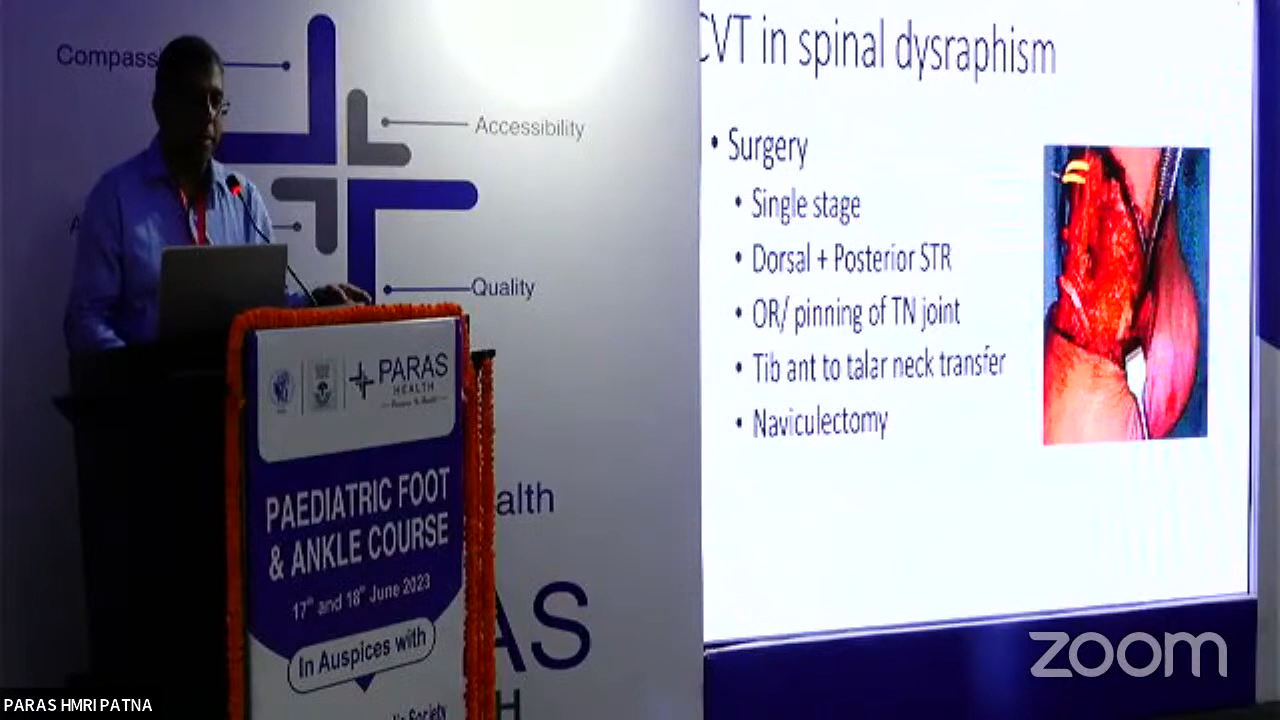 Compass
Accessibility
Quality
alth
AS
H
PARAS
HEALTH
PAEDIATRIC FOOT
& ANKLE COURSE
17th and 18th June 2023
In Auspices with
Society
CVT in spinal dysraphism
• Surgery
• Single stage
• Dorsal + Posterior STR
• OR/ pinning of TN joint
• Tib ant to talar neck transfer
• Naviculectomy
zoom
PARAS HMRI PATNA